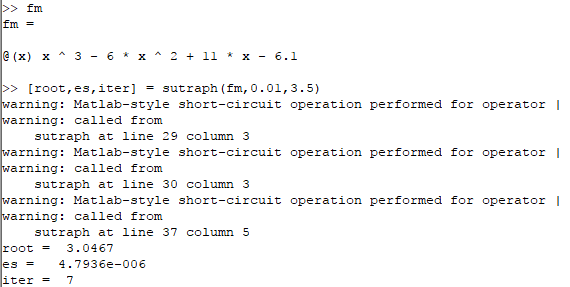 >> fm
fm =
@(x) x ^ 3 - 6 * x ^ 2 + 11 * x - 6.1
>> [root,es,iter] = sutraph(fm,0.01,3.5)
warning: Matlab-style short-circuit operation performed for operator |
warning: called from
    sutraph at line 29 column 3
warning: Matlab-style short-circuit operation performed for operator |
warning: called from
    sutraph at line 30 column 3
warning: Matlab-style short-circuit operation performed for operator |
warning: called from
    sutraph at line 37 column 5
root =  3.0467
es =   4.7936e-006
iter =  7